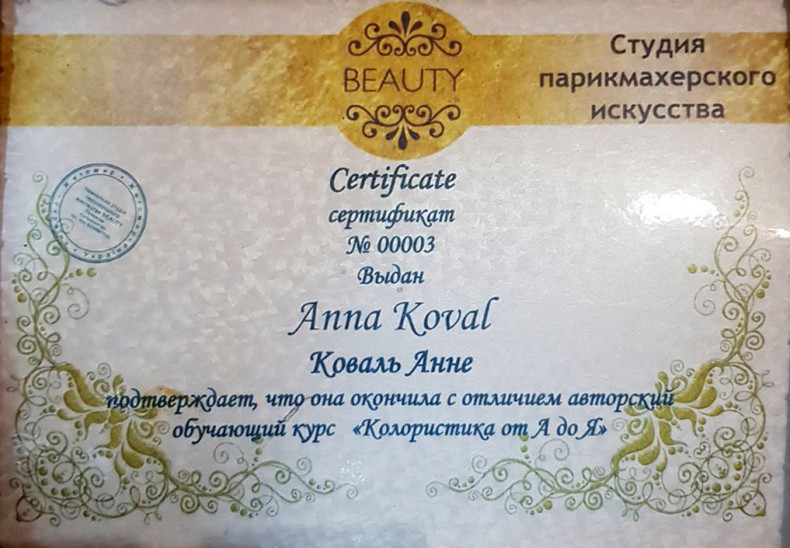 BEAUTY
Студия
парикмахерского
искусства
Certificate
сертификат
№ 00003
Выдан
Anna Koval
Коваль Анне
подтверждает, что она окончила с отличием авторский
обучающий курс «Колористика от А до Я»
BEAUTY